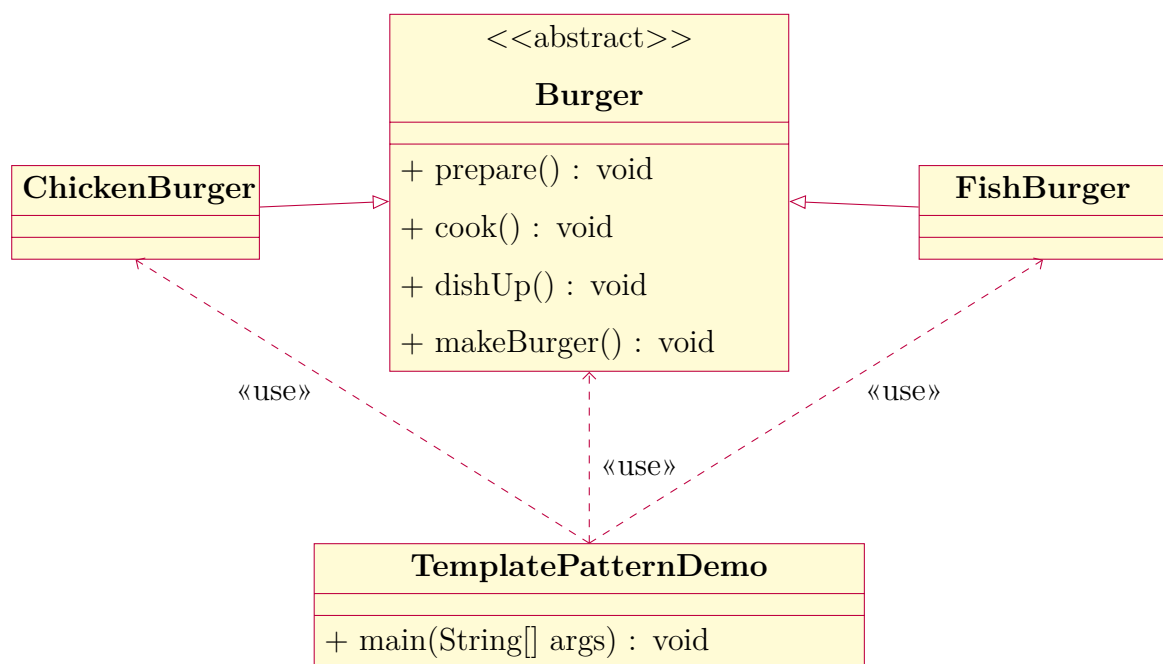 <<abstract>>
Burger
+ prepare() : void
+ cook() : void
+ dishUp() : void
+ makeBurger() : void
ChickenBurger
FishBurger
«use»
«use»
«use»
TemplatePatternDemo
+ main(String[] args) : void